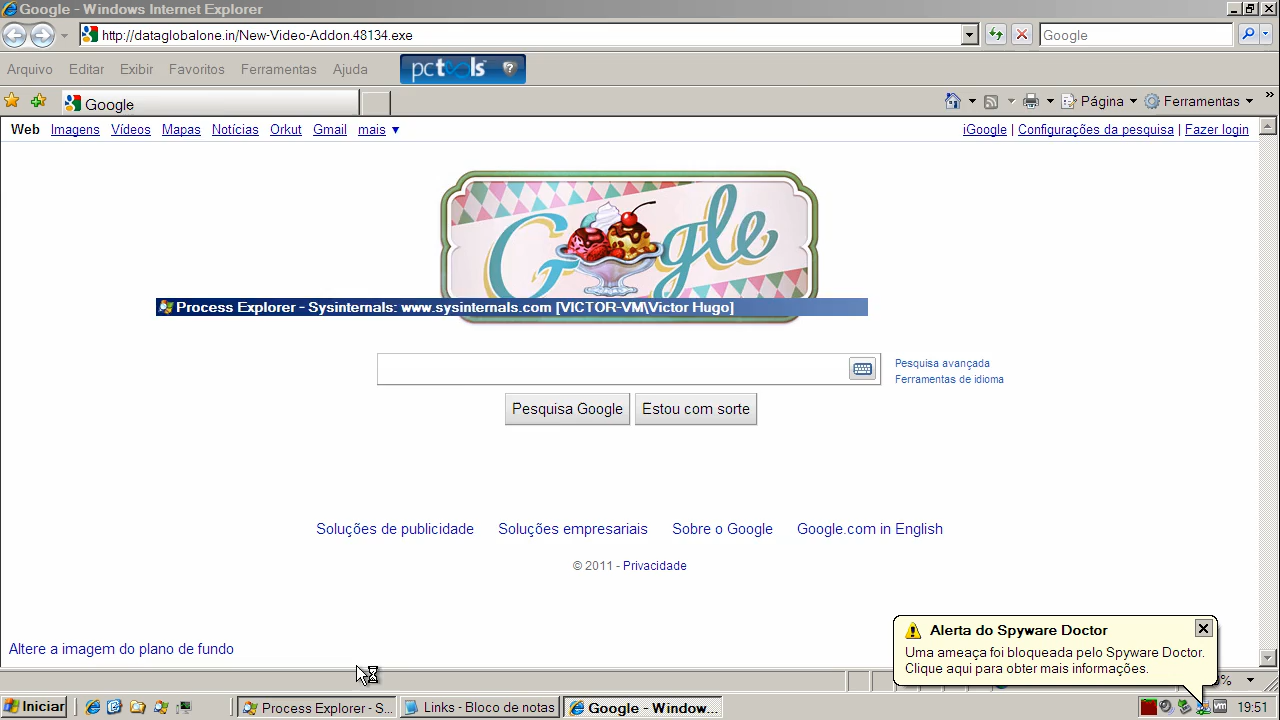 Google - Windows Internet Explorer
http://dataglobalone.in/New-Video-Addon.48134.exe
Google
Arquivo Editar Exibir Favoritos Ferramentas Ajuda
pctools ?
Google
Página Ferramentas »
Web Imagens Vídeos Mapas Notícias Orkut Gmail mais ▼
iGoogle | Configurações da pesquisa | Fazer login
Google
Process Explorer - Sysinternals: www.sysinternals.com [VICTOR-VM\Victor Hugo]
Pesquisa avançada
Ferramentas de idioma
Pesquisa Google Estou com sorte
Soluções de publicidade Soluções empresariais Sobre o Google Google.com in English
© 2011 - Privacidade
Altere a imagem do plano de fundo
Alerta do Spyware Doctor
Uma ameaça foi bloqueada pelo Spyware Doctor.
Clique aqui para obter mais informações.
%
Iniciar
Process Explorer - S...
Links - Bloco de notas
Google - Window...
19:51